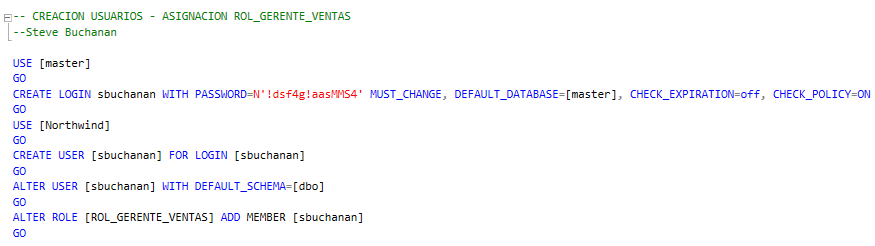 -- CREACION USUARIOS - ASIGNACION ROL_GERENTE_VENTAS
--Steve Buchanan
USE [master]
GO
CREATE LOGIN sbuchanan WITH PASSWORD=N'!dsf4g!aasMMS4' MUST_CHANGE, DEFAULT_DATABASE=[master], CHECK_EXPIRATION=off, CHECK_POLICY=ON
GO
USE [Northwind]
GO
CREATE USER [sbuchanan] FOR LOGIN [sbuchanan]
GO
ALTER USER [sbuchanan] WITH DEFAULT_SCHEMA=[dbo]
GO
ALTER ROLE [ROL_GERENTE_VENTAS] ADD MEMBER [sbuchanan]
GO